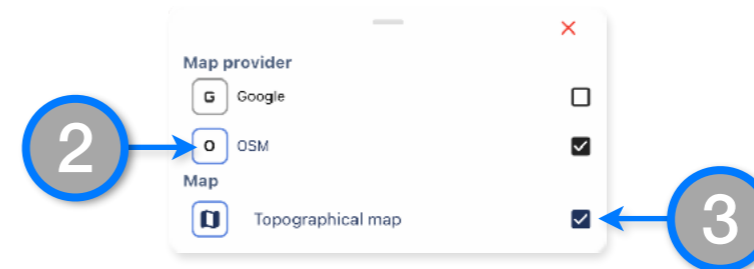 Map provider
G Google
2 O OSM
Map
Topographical map 3